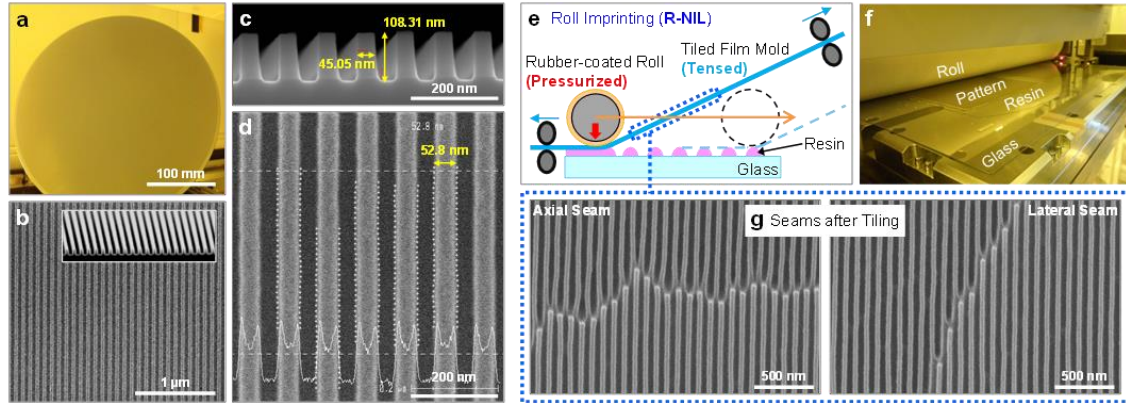 a
100 mm
b
1 μm
c
108.31 nm
45.05 nm
200 nm
d
52.8 nm
52.8 nm
200 nm
e Roll Imprinting (R-NIL)
Rubber-coated Roll
(Pressurized)
Tiled Film Mold
(Tensed)
Resin
Glass
f
Roll
Pattern
Resin
Glass
Axial Seam
g Seams after Tiling
Lateral Seam
500 nm
500 nm